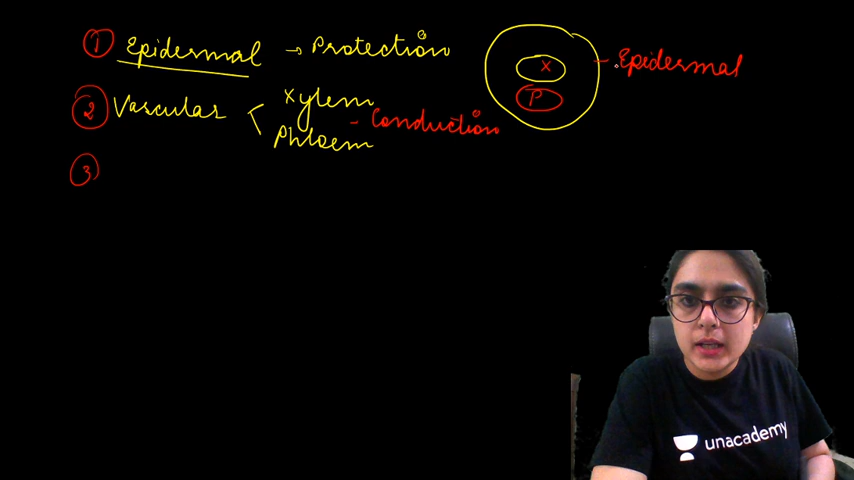 ① Epidermal → Protection
② Vascular < Xylem
Phloem - Conduction
③
X
P
- Epidermal
unacademy